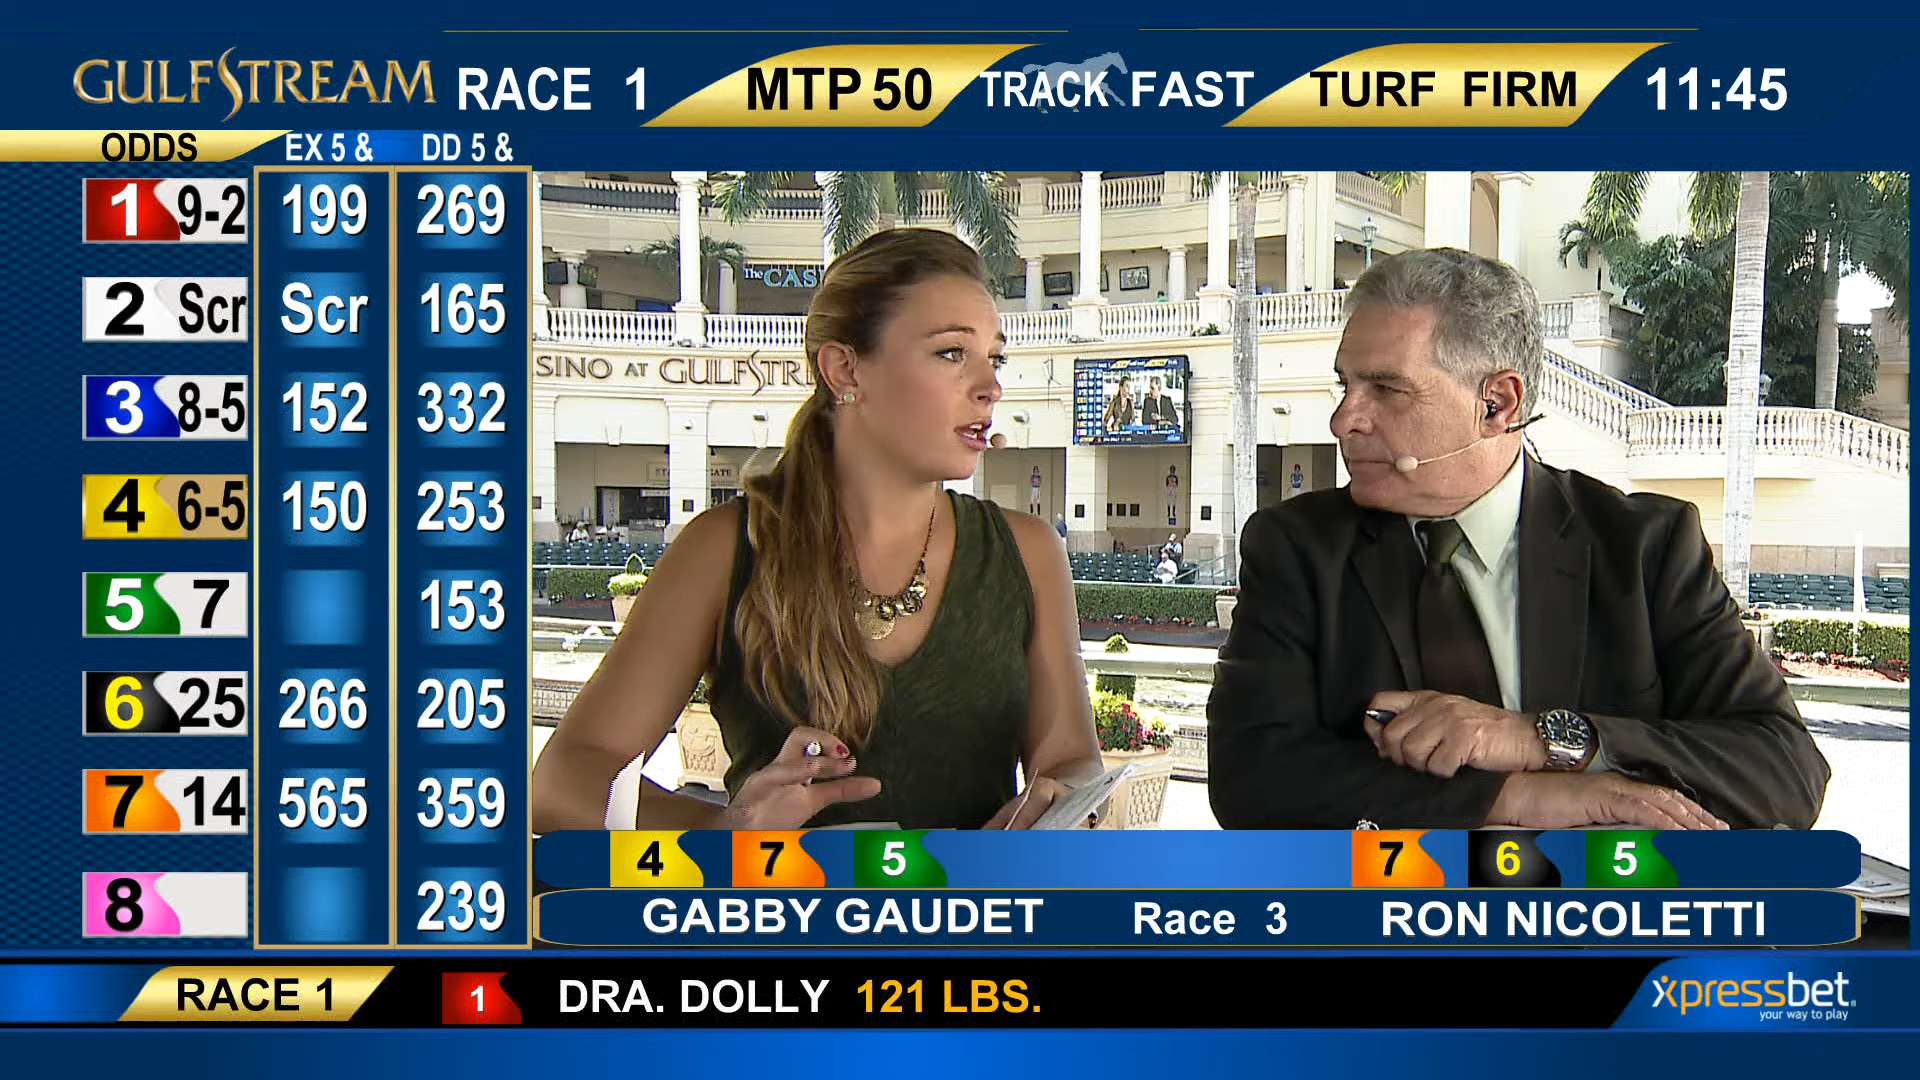 GULFSTREAM RACE 1 MTP 50 TRACK FAST TURF FIRM 11:45
ODDS EX 5 & DD 5 &
1 9-2 199 269
2 Scr Scr 165
3 8-5 152 332
4 6-5 150 253
5 7 153
6 25 266 205
7 14 565 359
8 239
The CAS
SINO AT GULFSTR
4 7 5 7 6 5
GABBY GAUDET Race 3 RON NICOLETTI
RACE 1 1 DRA. DOLLY 121 LBS.
xpressbet.
your way to play